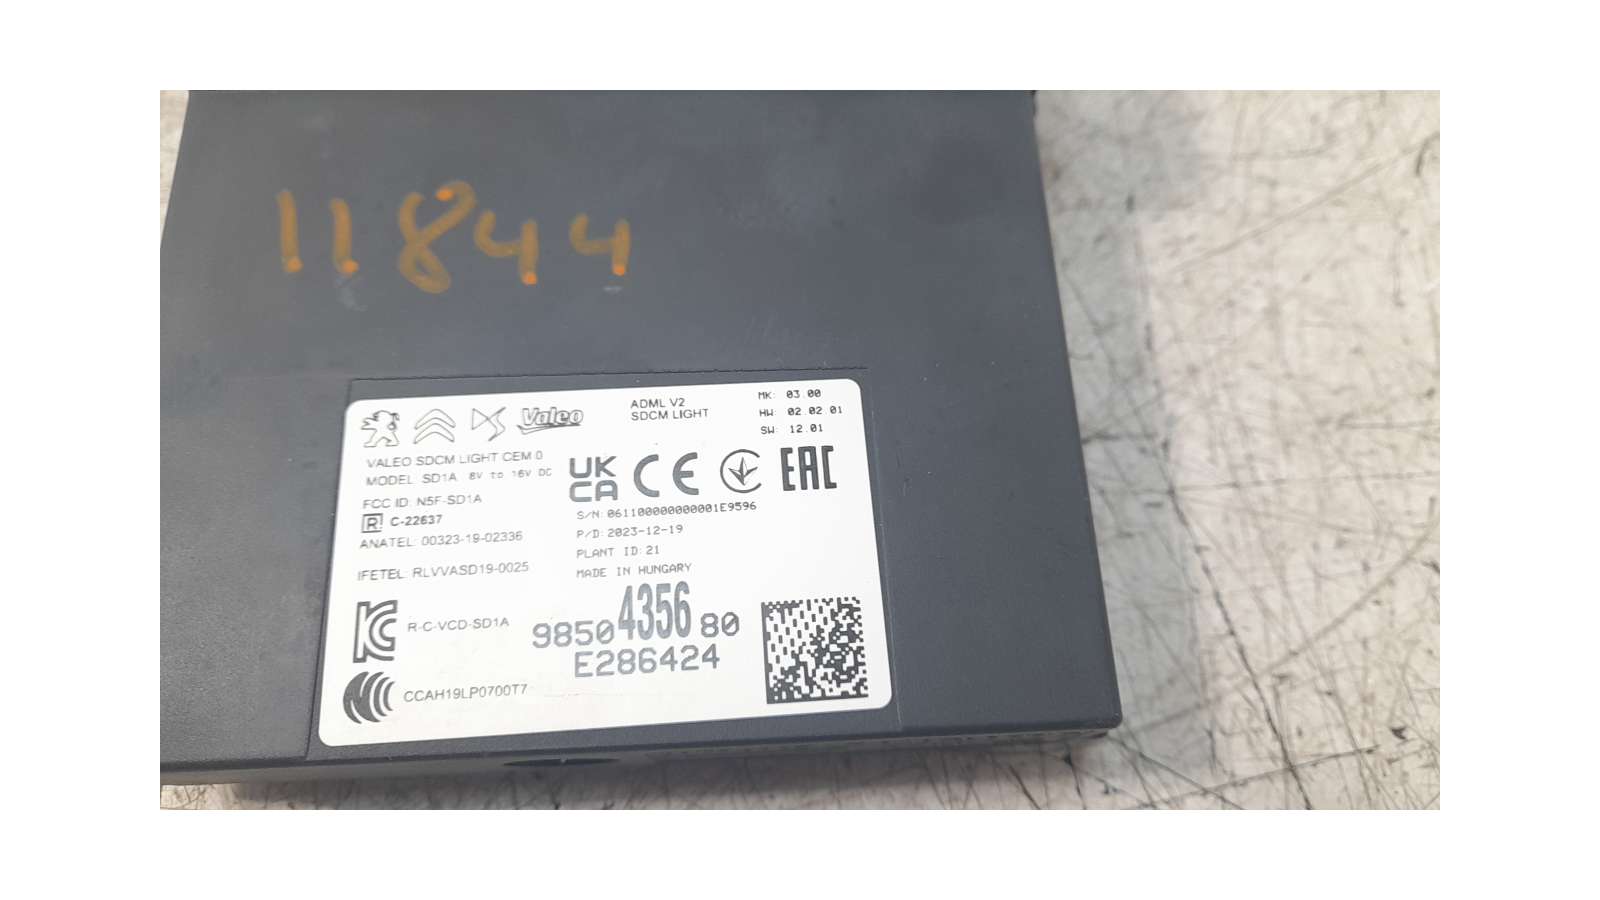 11844
Valeo
ADML V2
SDCM LIGHT
MK: 03.00
HW: 02.02 01
SW: 12.01
VALEO SDCM LIGHT CEM 0
MODEL SD1A 8V to 16V DC
FCC ID: N5F-SD1A
R C-22637
ANATEL: 00323-19-02336
IFETEL: RLVVASD19-0025
R-C-VCD-SD1A
CCAH19LP0700T7
UK
CA
CE
EAC
S/N: 061100000000001E9596
P/D: 2023-12-19
PLANT ID: 21
MADE IN HUNGARY
98504 4356 80
E286424